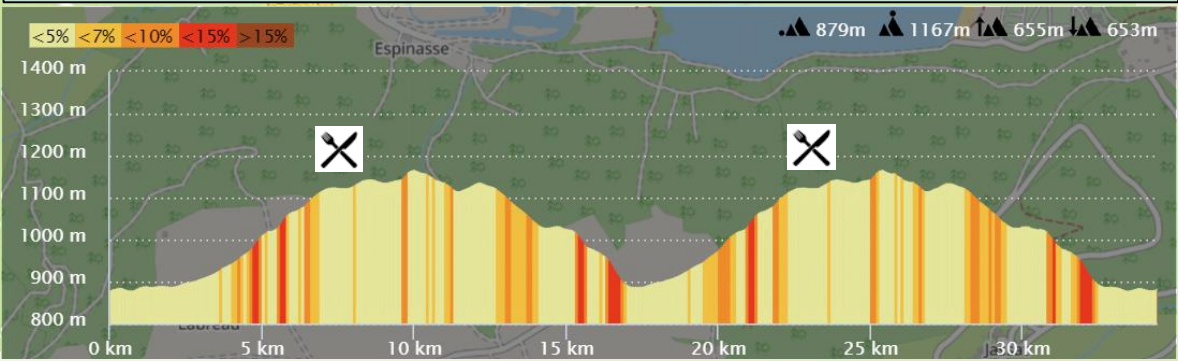 <5% <7% <10% <15% >15%
Espinasse
879m 1167m 655m 653m
1400 m
1300 m
1200 m
1100 m
1000 m
900 m
800 m
Labreau
0 km 5 km 10 km 15 km 20 km 25 km 30 km